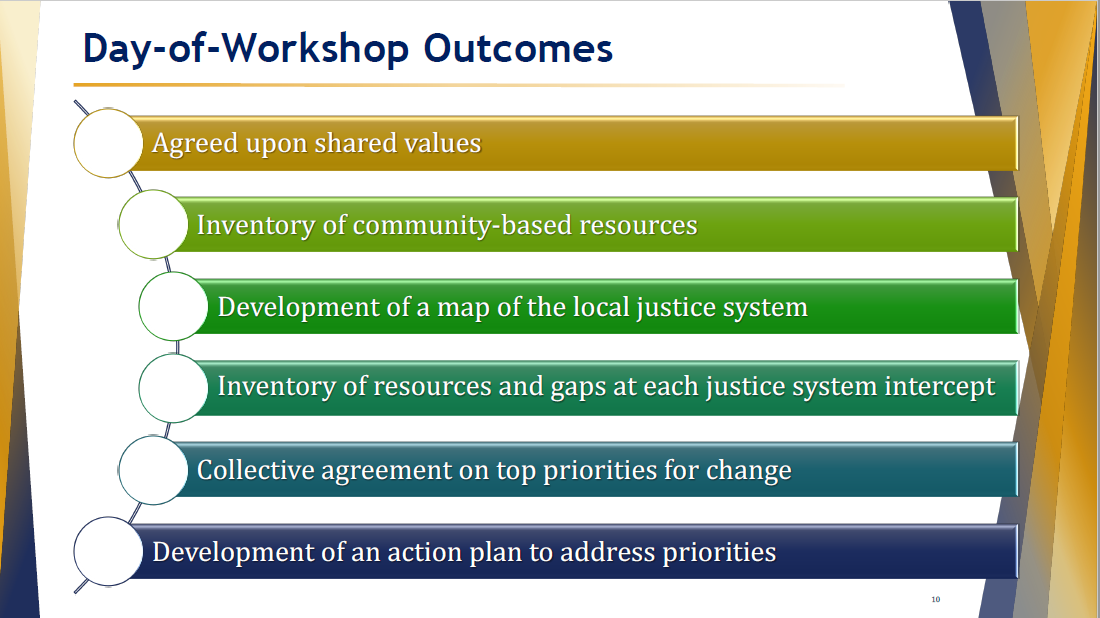 Day-of-Workshop Outcomes
Agreed upon shared values
Inventory of community-based resources
Development of a map of the local justice system
Inventory of resources and gaps at each justice system intercept
Collective agreement on top priorities for change
Development of an action plan to address priorities
10